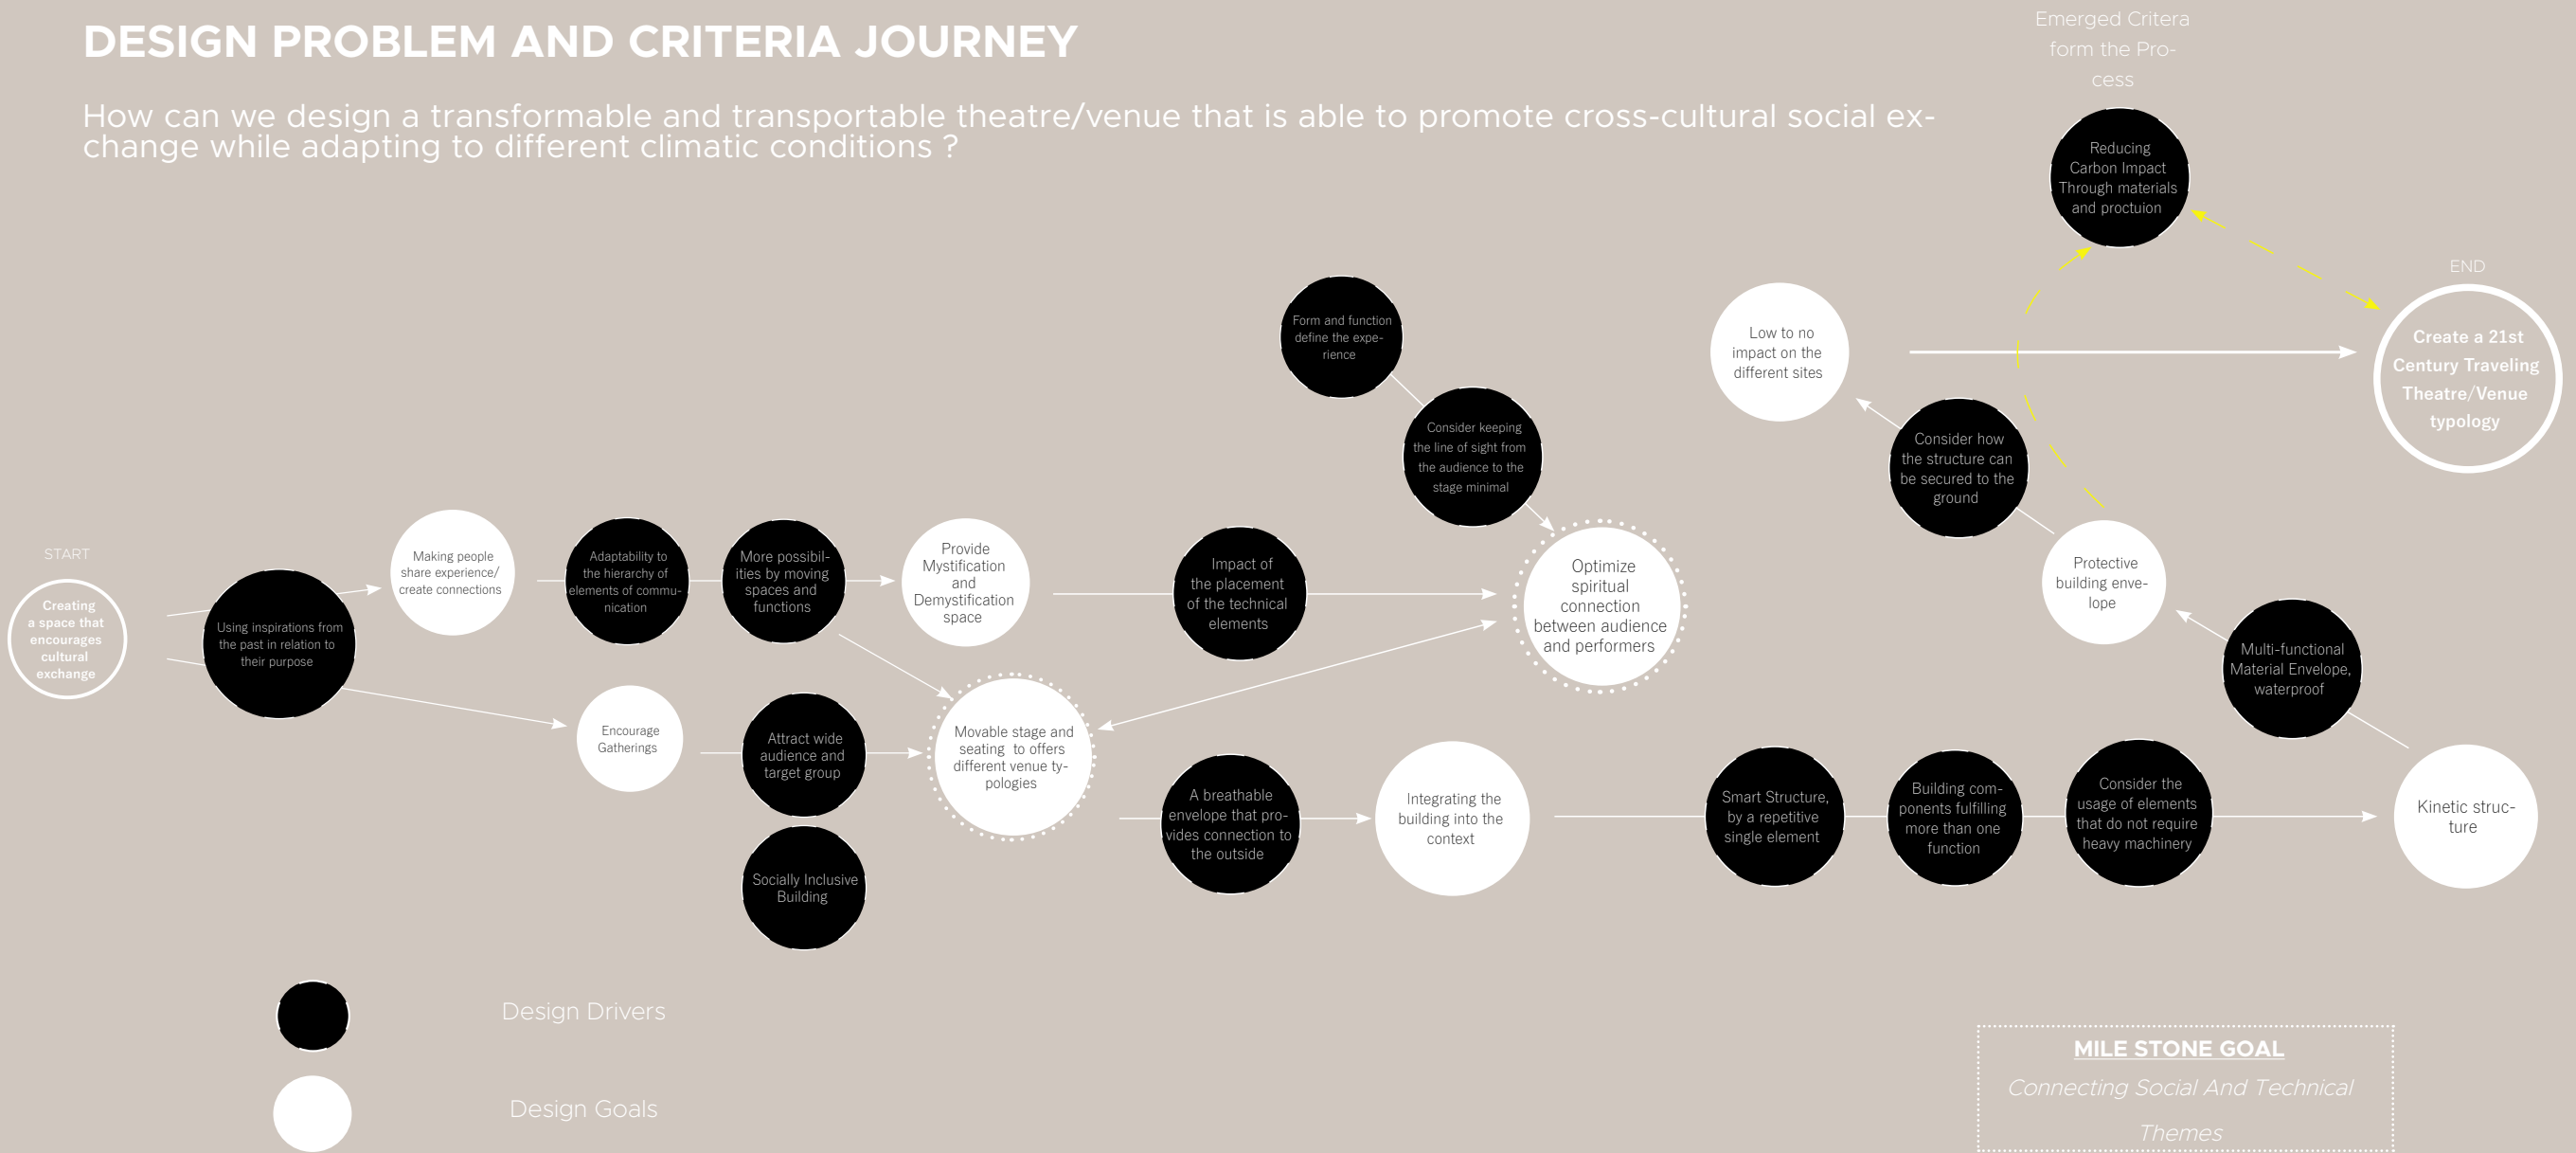 DESIGN PROBLEM AND CRITERIA JOURNEY
How can we design a transformable and transportable theatre/venue that is able to promote cross-cultural social ex-
change while adapting to different climatic conditions ?
Emerged Critera
form the Pro-
cess
Reducing
Carbon Impact
Through materials
and proctuion
END
Create a 21st
Century Traveling
Theatre/Venue
typology
Form and function
define the expe-
rience
Low to no
impact on the
different sites
Consider keeping
the line of sight from
the audience to the
stage minimal
Consider how
the structure can
be secured to the
ground
START
Creating
a space that
encourages
cultural
exchange
Using inspirations from
the past in relation to
their purpose
Making people
share experience/
create connections
Adaptability to
the hierarchy of
elements of commu-
nication
More possibil-
ities by moving
spaces and
functions
Provide
Mystification
and
Demystification
space
Impact of
the placement
of the technical
elements
Optimize
spiritual
connection
between audience
and performers
Protective
building enve-
lope
Multi-functional
Material Envelope,
waterproof
Encourage
Gatherings
Attract wide
audience and
target group
Movable stage and
seating to offers
different venue ty-
pologies
A breathable
envelope that pro-
vides connection to
the outside
Integrating the
building into the
context
Smart Structure,
by a repetitive
single element
Building com-
ponents fulfilling
more than one
function
Consider the
usage of elements
that do not require
heavy machinery
Kinetic struc-
ture
Socially Inclusive
Building
Design Drivers
Design Goals
MILE STONE GOAL
Connecting Social And Technical
Themes